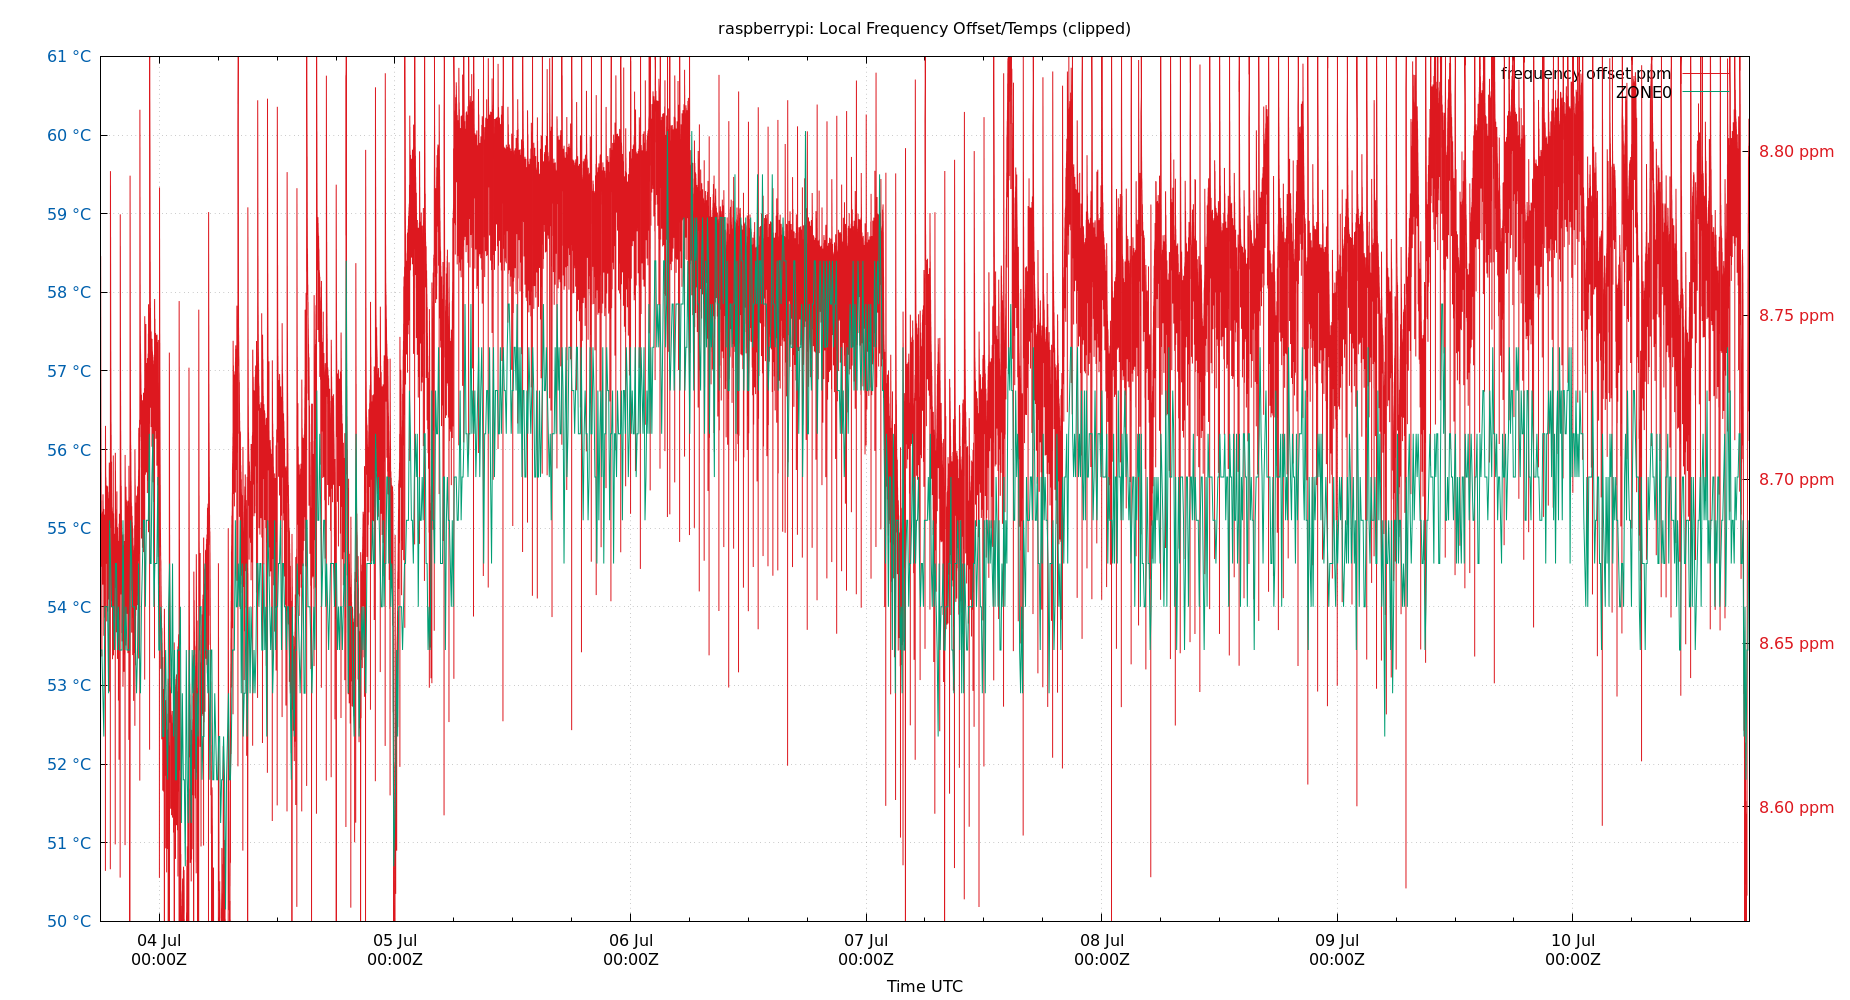 raspberrypi: Local Frequency Offset/Temps (clipped)
61 °C
60 °C
59 °C
58 °C
57 °C
56 °C
55 °C
54 °C
53 °C
52 °C
51 °C
50 °C
frequency offset ppm
ZONE0
8.80 ppm
8.75 ppm
8.70 ppm
8.65 ppm
8.60 ppm
04 Jul
00:00Z
05 Jul
00:00Z
06 Jul
00:00Z
07 Jul
00:00Z
08 Jul
00:00Z
09 Jul
00:00Z
10 Jul
00:00Z
Time UTC